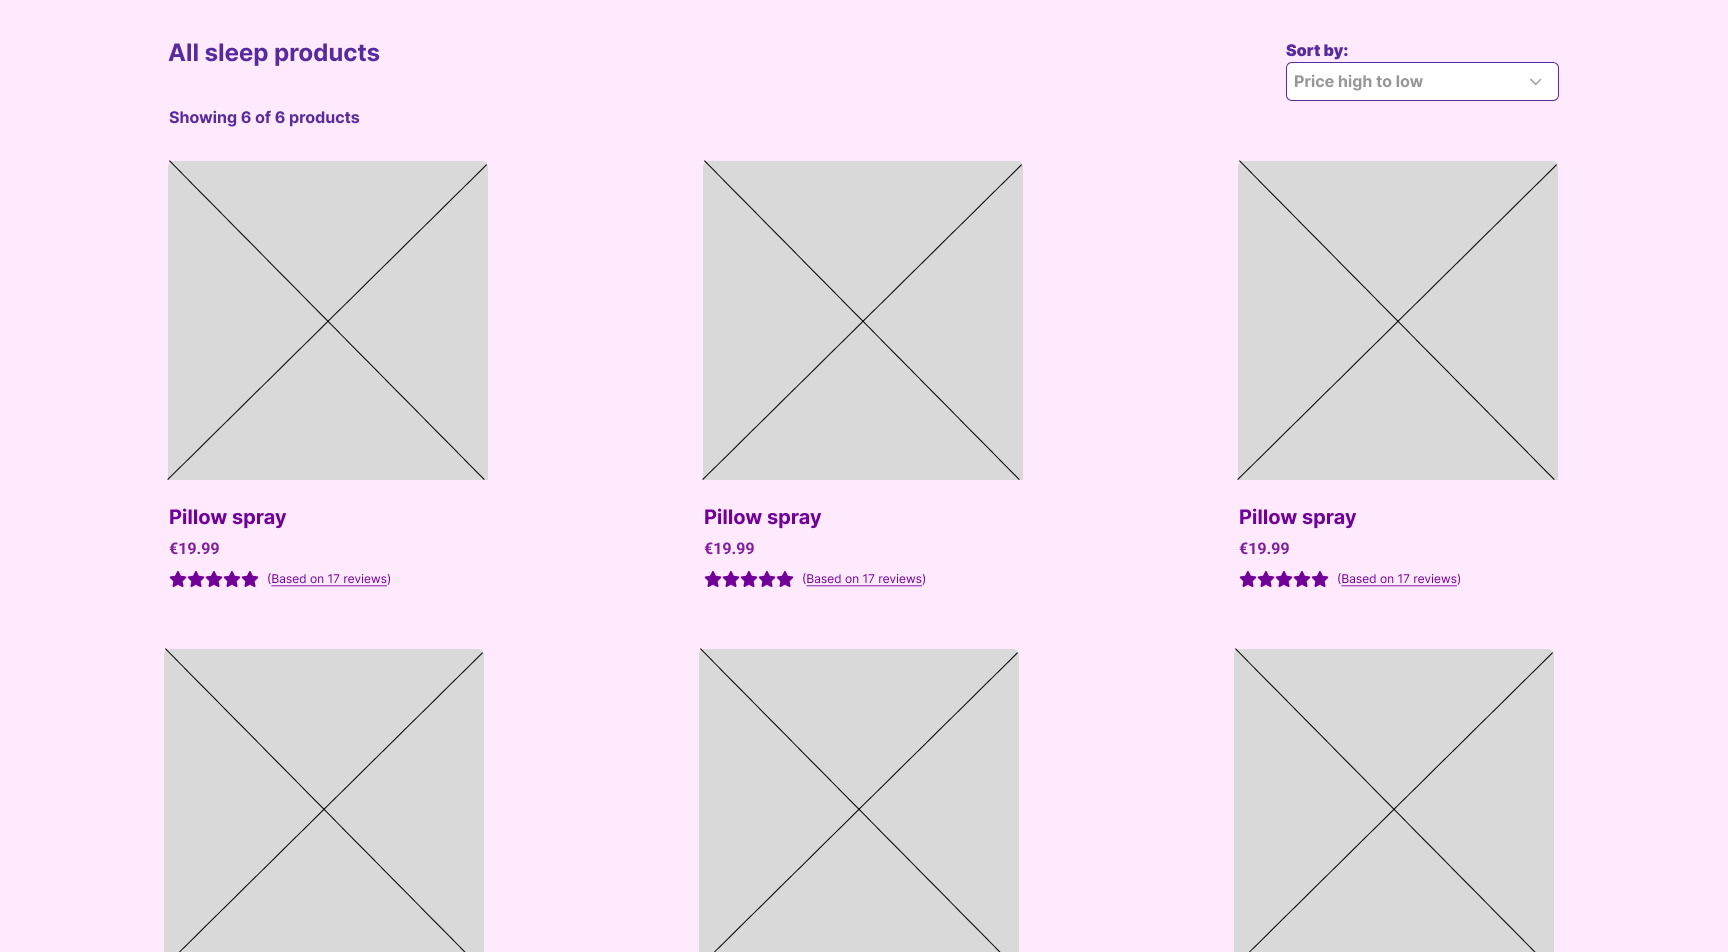 All sleep products
Sort by:
Price high to low
Showing 6 of 6 products
Pillow spray
€19.99
(Based on 17 reviews)
Pillow spray
€19.99
(Based on 17 reviews)
Pillow spray
€19.99
(Based on 17 reviews)